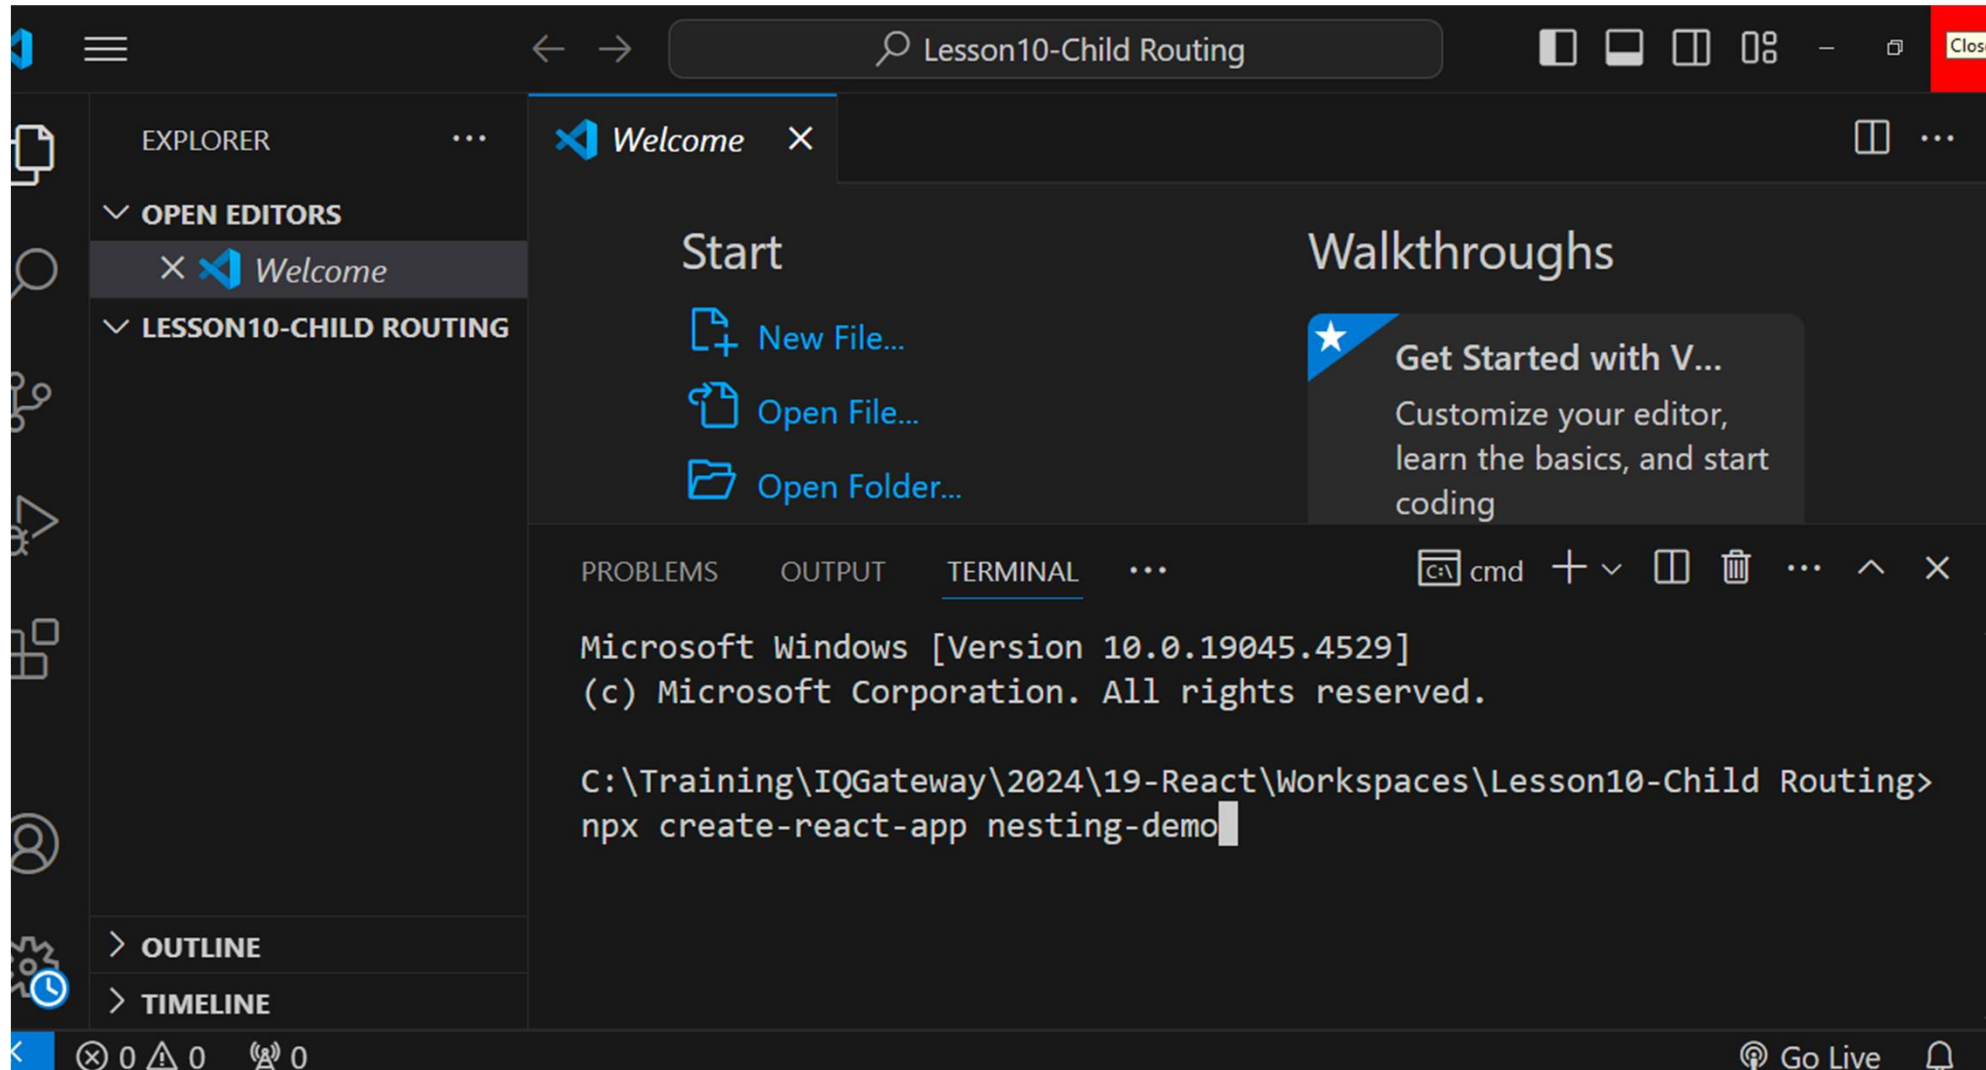 Lesson10-Child Routing
EXPLORER
Welcome
OPEN EDITORS
Welcome
LESSON10-CHILD ROUTING
Start
New File...
Open File...
Open Folder...
Walkthroughs
Get Started with V...
Customize your editor,
learn the basics, and start
coding
PROBLEMS OUTPUT TERMINAL
cmd
Microsoft Windows [Version 10.0.19045.4529]
(c) Microsoft Corporation. All rights reserved.
C:\Training\IQGateway\2024\19-React\Workspaces\Lesson10-Child Routing>
npx create-react-app nesting-demo
OUTLINE
TIMELINE
0 0 0
Go Live